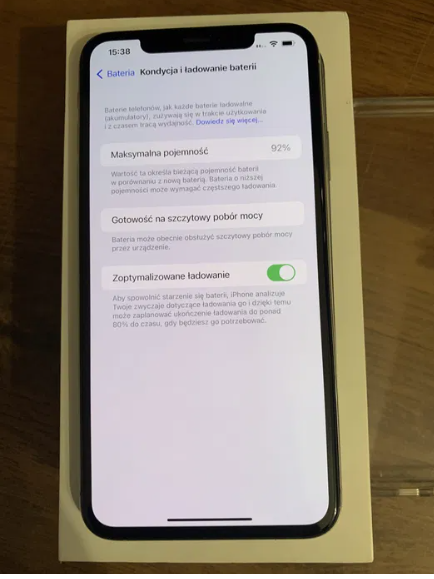 15:38
Bateria Kondycja i ładowanie baterii
Baterie telefonów, jak każde baterie ładowalne
(akumulatory), zużywają się w trakcie użytkowania
i z czasem tracą wydajność. Dowiedz się więcej...
Maksymalna pojemność 92%
Wartość ta określa bieżącą pojemność baterii
w porównaniu z nową baterią. Bateria o niższej
pojemności może wymagać częstszego ładowania.
Gotowość na szczytowy pobór mocy
Bateria może obecnie obsłużyć szczytowy pobór mocy
przez urządzenie.
Zoptymalizowane ładowanie
Aby spowolnić starzenie się baterii, iPhone analizuje
Twoje zwyczaje dotyczące ładowania go i dzięki temu
może zaplanować ukończenie ładowania do ponad
80% do czasu, gdy będziesz go potrzebować.